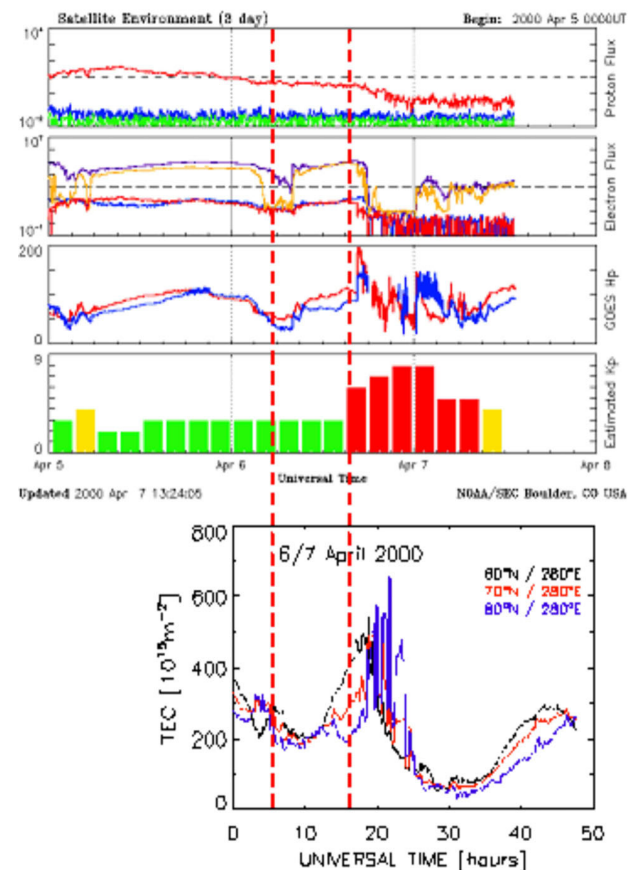 Satellite Environment (3 day) Begin: 2000 Apr 5 0000UT
10⁴
Proton Flux
10⁷
Electron Flux
200
GOES Hp
0
9
Estimated Kp
0
Apr 5 Apr 6 Apr 7 Apr 8
Universal Time
Updated 2000 Apr 7 13:24:05 NOAA/SEC Boulder, CO USA
800
6/7 April 2000
60°N / 280°E
70°N / 280°E
80°N / 280°E
600
TEC [10¹⁵m⁻²]
400
200
0
0 10 20 30 40 50
UNIVERSAL TIME [hours]